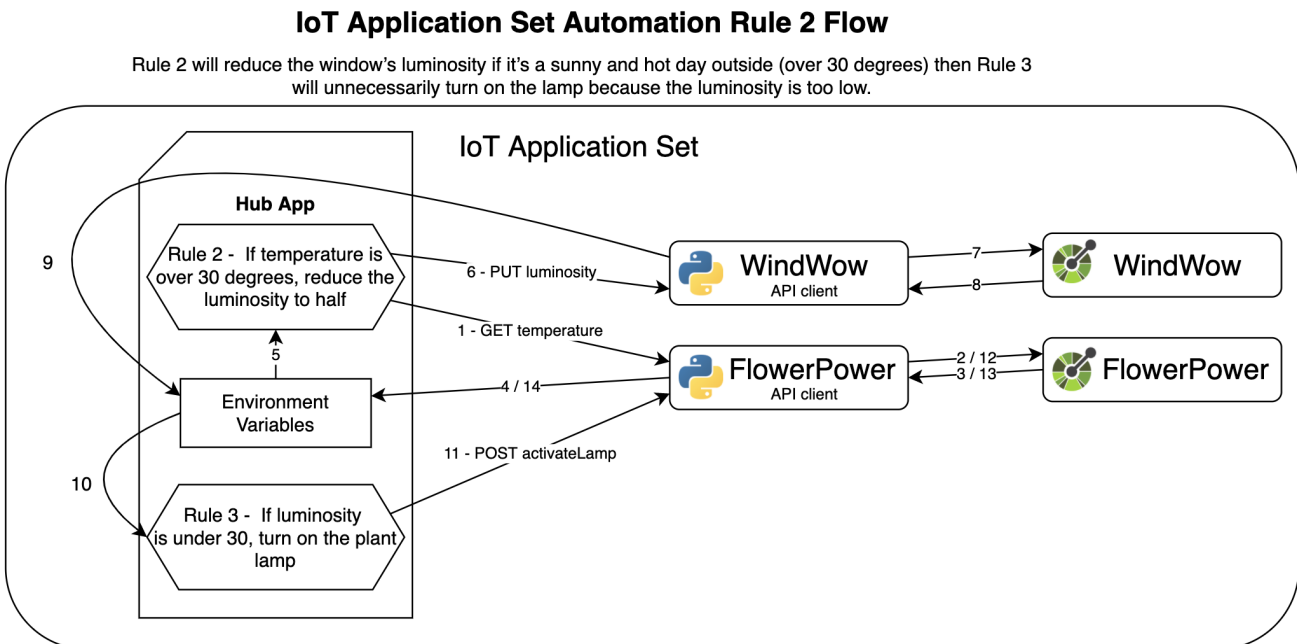 IoT Application Set Automation Rule 2 Flow
Rule 2 will reduce the window's luminosity if it's a sunny and hot day outside (over 30 degrees) then Rule 3
will unnecessarily turn on the lamp because the luminosity is too low.
IoT Application Set
Hub App
Rule 2 - If temperature is
over 30 degrees, reduce the
luminosity to half
9
6 - PUT luminosity
WindWow
API client
7
8
WindWow
1 - GET temperature
5
FlowerPower
API client
2 / 12
3 / 13
FlowerPower
4 / 14
Environment
Variables
11 - POST activateLamp
10
Rule 3 - If luminosity
is under 30, turn on the plant
lamp